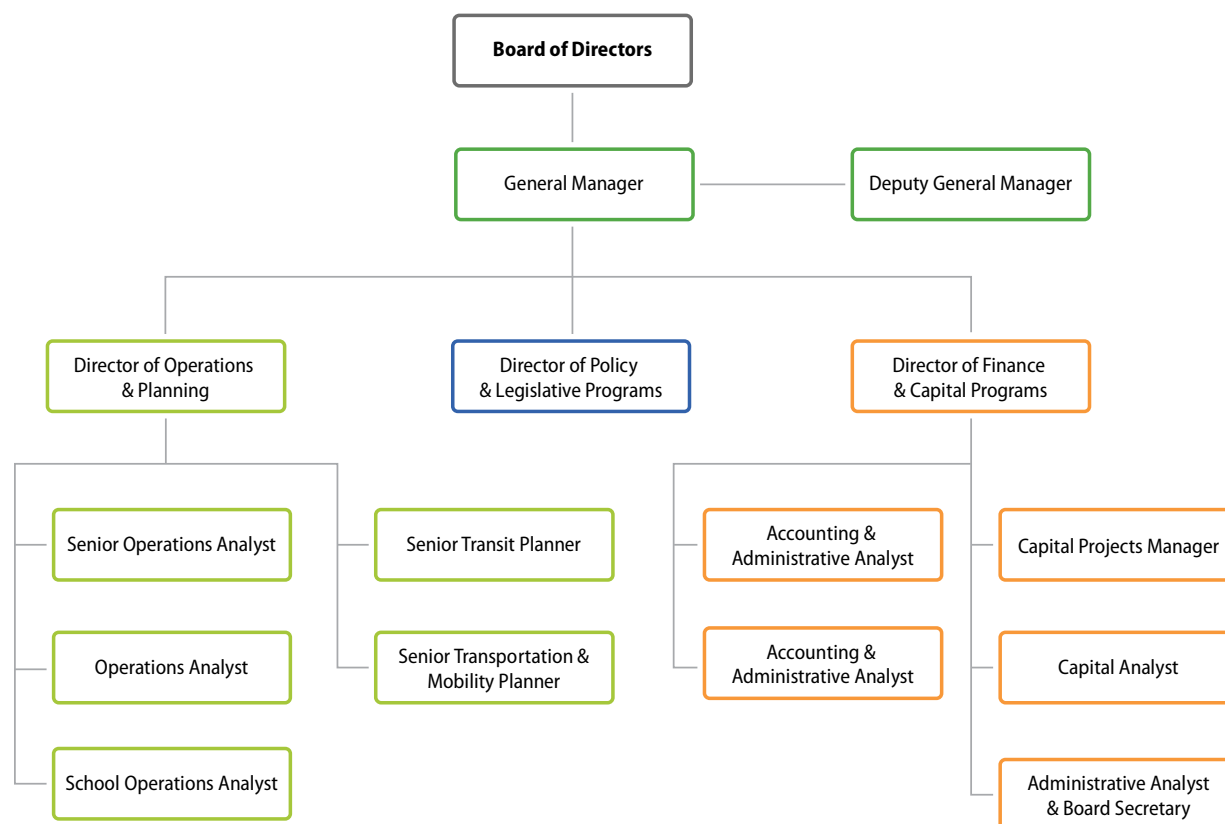 Board of Directors
General Manager
Deputy General Manager
Director of Operations
& Planning
Director of Policy
& Legislative Programs
Director of Finance
& Capital Programs
Senior Operations Analyst
Senior Transit Planner
Accounting &
Administrative Analyst
Capital Projects Manager
Operations Analyst
Senior Transportation &
Mobility Planner
Accounting &
Administrative Analyst
Capital Analyst
School Operations Analyst
Administrative Analyst
& Board Secretary